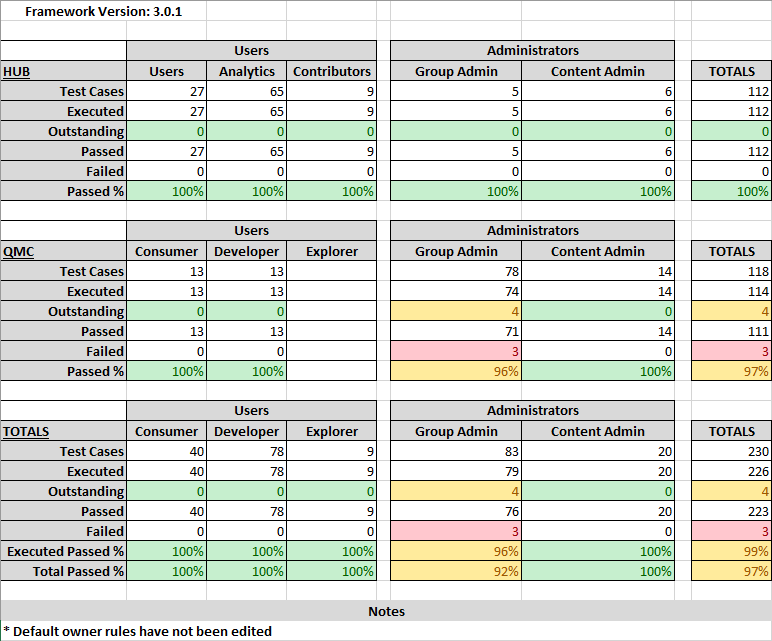 Framework Version: 3.0.1
Users Administrators
HUB Users Analytics Contributors Group Admin Content Admin TOTALS
Test Cases 27 65 9 5 6 112
Executed 27 65 9 5 6 112
Outstanding 0 0 0 0 0 0
Passed 27 65 9 5 6 112
Failed 0 0 0 0 0 0
Passed % 100% 100% 100% 100% 100% 100%
Users Administrators
QMC Consumer Developer Explorer Group Admin Content Admin TOTALS
Test Cases 13 13 78 14 118
Executed 13 13 74 14 114
Outstanding 0 0 4 0 4
Passed 13 13 71 14 111
Failed 0 0 3 0 3
Passed % 100% 100% 96% 100% 97%
Users Administrators
TOTALS Consumer Developer Explorer Group Admin Content Admin TOTALS
Test Cases 40 78 9 83 20 230
Executed 40 78 9 79 20 226
Outstanding 0 0 0 4 0 4
Passed 40 78 9 76 20 223
Failed 0 0 0 3 0 3
Executed Passed % 100% 100% 100% 96% 100% 99%
Total Passed % 100% 100% 100% 92% 100% 97%
Notes
* Default owner rules have not been edited